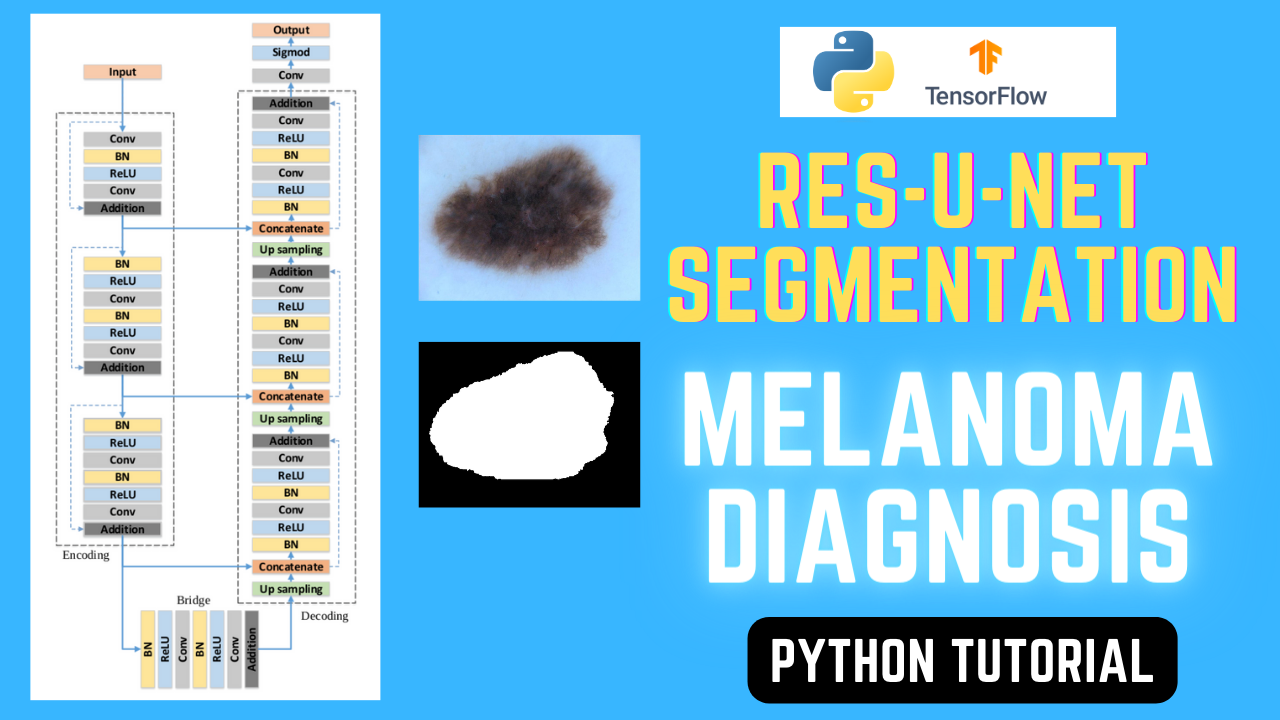 Input
Conv
BN
ReLU
Conv
Addition
BN
ReLU
Conv
BN
ReLU
Conv
Addition
BN
ReLU
Conv
BN
ReLU
Conv
Addition
Encoding
Bridge
BN
ReLU
Conv
BN
ReLU
Conv
Addition
Output
Sigmod
Conv
Addition
Conv
ReLU
BN
Conv
ReLU
BN
Concatenate
Up sampling
Addition
Conv
ReLU
BN
Conv
ReLU
BN
Concatenate
Up sampling
Addition
Conv
ReLU
BN
Conv
ReLU
BN
Concatenate
Up sampling
Decoding
TensorFlow
RES-U-NET
SEGMENTATION
MELANOMA
DIAGNOSIS
PYTHON TUTORIAL